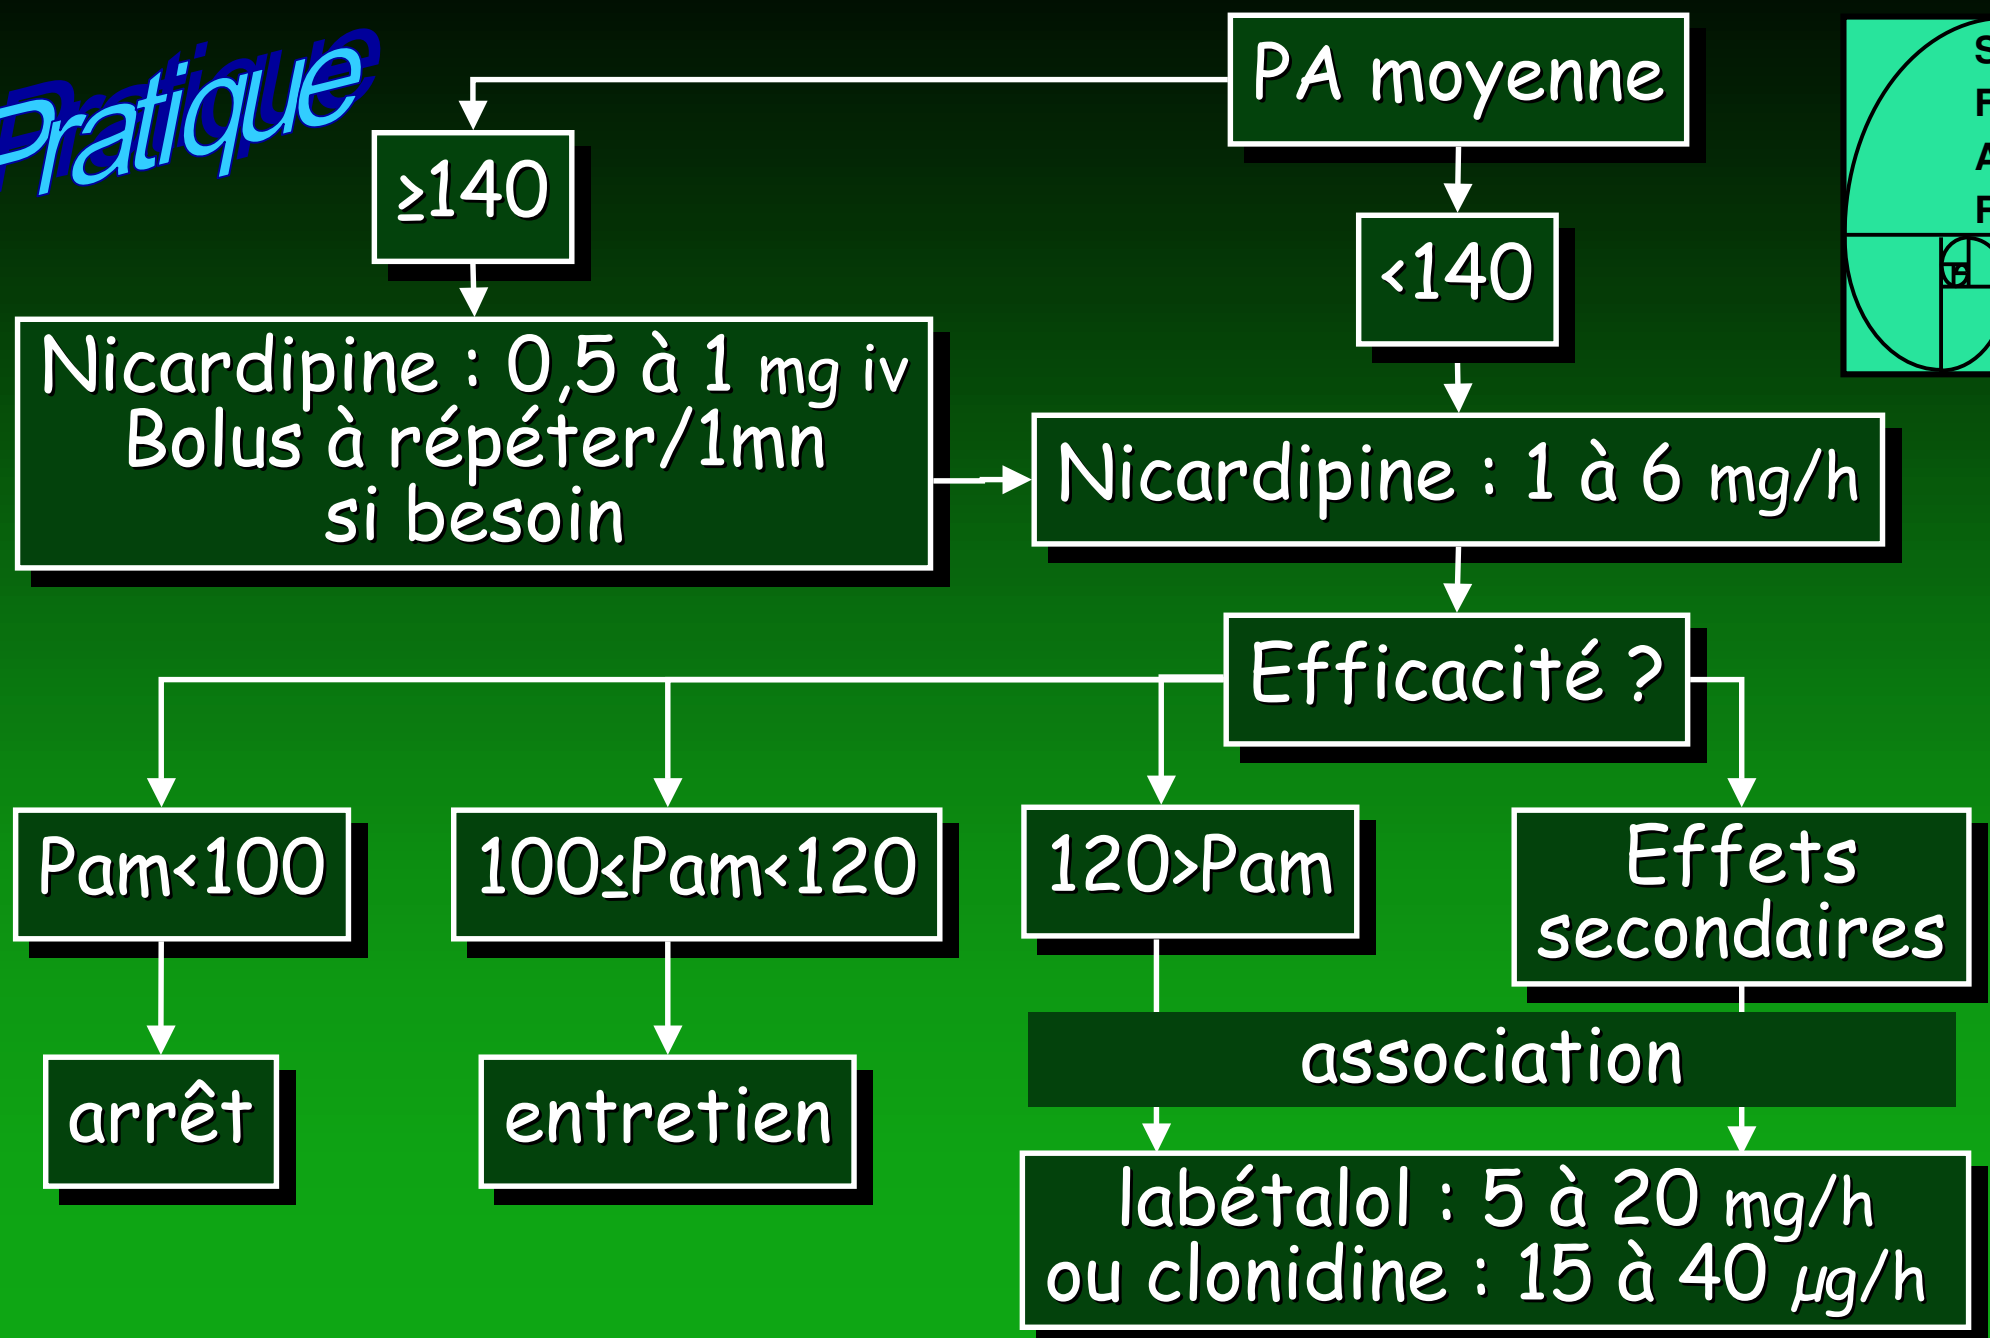 Pratique
PA moyenne
S
F
A
≥140
<140
Nicardipine : 0,5 à 1 mg iv
Bolus à répéter/1mn
si besoin
Nicardipine : 1 à 6 mg/h
Efficacité ?
Pam<100
100≤Pam<120
120>Pam
Effets
secondaires
association
arrêt
entretien
labétalol : 5 à 20 mg/h
ou clonidine : 15 à 40 µg/h